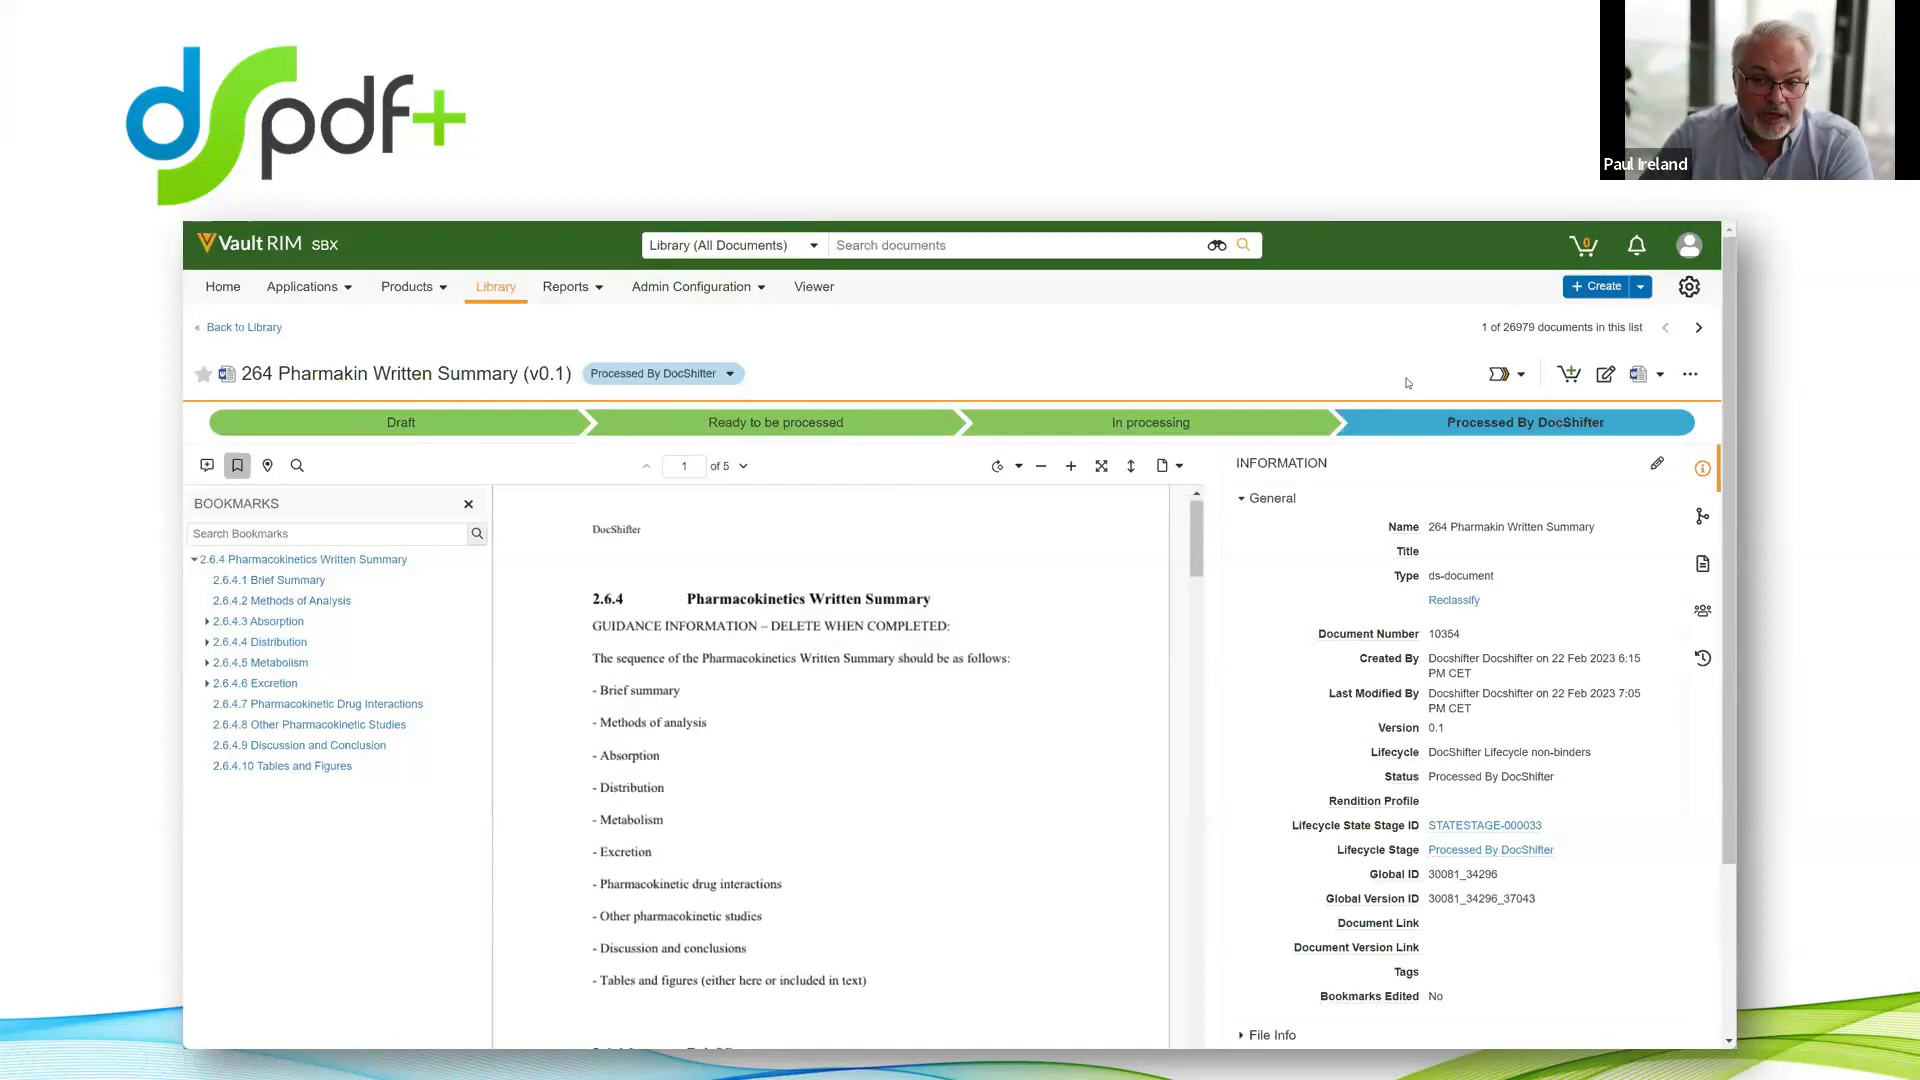 dspdf+
Paul Ireland
Vault RIM SBX
Library (All Documents)
Search documents
0
Home
Applications
Products
Library
Reports
Admin Configuration
Viewer
+ Create
« Back to Library
1 of 26979 documents in this list
264 Pharmakin Written Summary (v0.1)
Processed By DocShifter
Draft
Ready to be processed
In processing
Processed By DocShifter
1 of 5
BOOKMARKS
Search Bookmarks
2.6.4 Pharmacokinetics Written Summary
2.6.4.1 Brief Summary
2.6.4.2 Methods of Analysis
2.6.4.3 Absorption
2.6.4.4 Distribution
2.6.4.5 Metabolism
2.6.4.6 Excretion
2.6.4.7 Pharmacokinetic Drug Interactions
2.6.4.8 Other Pharmacokinetic Studies
2.6.4.9 Discussion and Conclusion
2.6.4.10 Tables and Figures
DocShifter
2.6.4 Pharmacokinetics Written Summary
GUIDANCE INFORMATION – DELETE WHEN COMPLETED:
The sequence of the Pharmacokinetics Written Summary should be as follows:
- Brief summary
- Methods of analysis
- Absorption
- Distribution
- Metabolism
- Excretion
- Pharmacokinetic drug interactions
- Other pharmacokinetic studies
- Discussion and conclusions
- Tables and figures (either here or included in text)
INFORMATION
General
Name 264 Pharmakin Written Summary
Title
Type ds-document
Reclassify
Document Number 10354
Created By Docshifter Docshifter on 22 Feb 2023 6:15
PM CET
Last Modified By Docshifter Docshifter on 22 Feb 2023 7:05
PM CET
Version 0.1
Lifecycle DocShifter Lifecycle non-binders
Status Processed By DocShifter
Rendition Profile
Lifecycle State Stage ID STATESTAGE-000033
Lifecycle Stage Processed By DocShifter
Global ID 30081_34296
Global Version ID 30081_34296_37043
Document Link
Document Version Link
Tags
Bookmarks Edited No
File Info